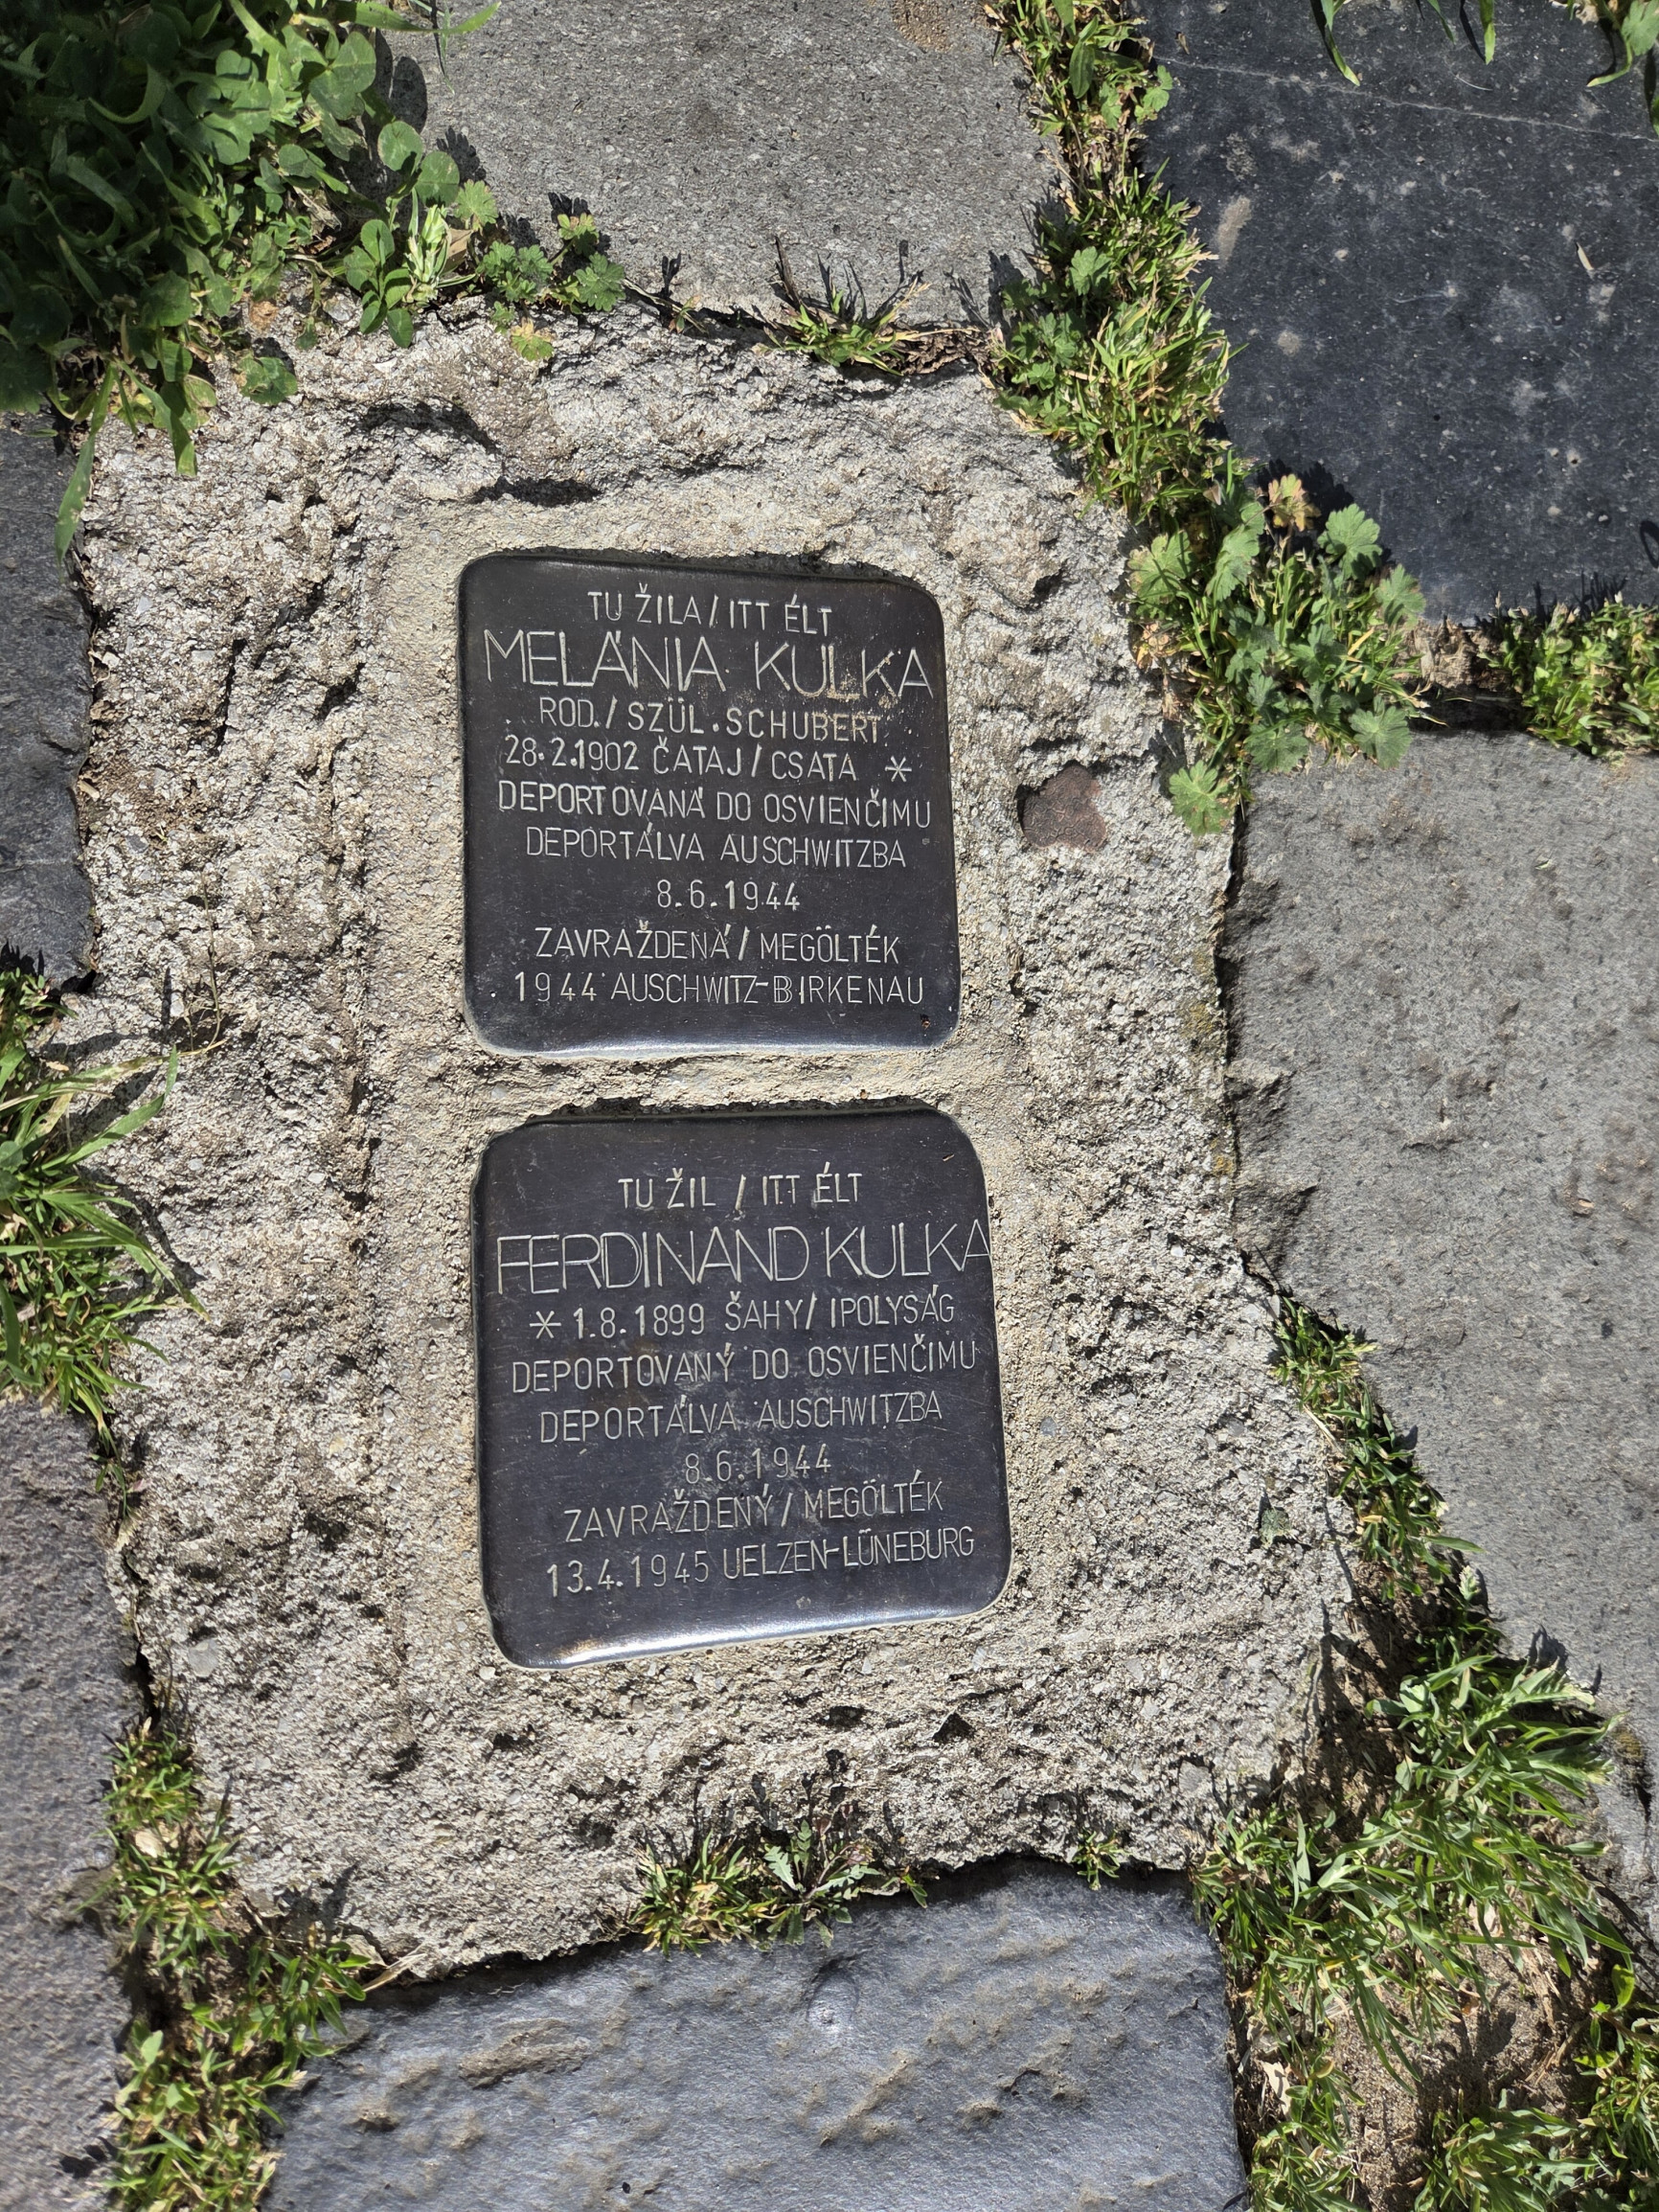 TU ŽILA/ITT ÉLT
MELÁNIA KULKA
ROD./SZÜL.SCHUBERT
28.2.1902 ČATAJ/CSATA *
DEPORTOVANÁ DO OSVIENČIMU
DEPORTÁLVA AUSCHWITZBA
8.6.1944
ZAVRAŽDENÁ/MEGÖLTÉK
1944 AUSCHWITZ-BIRKENAU
TU ŽIL / ITT ÉLT
FERDINAND KULKA
* 1.8.1899 ŠAHY/IPOLYSÁG
DEPORTOVANÝ DO OSVIENČIMU
DEPORTÁLVA AUSCHWITZBA
8.6.1944
ZAVRAŽDENÝ/MEGÖLTÉK
13.4.1945 UELZEN-LÜNEBURG